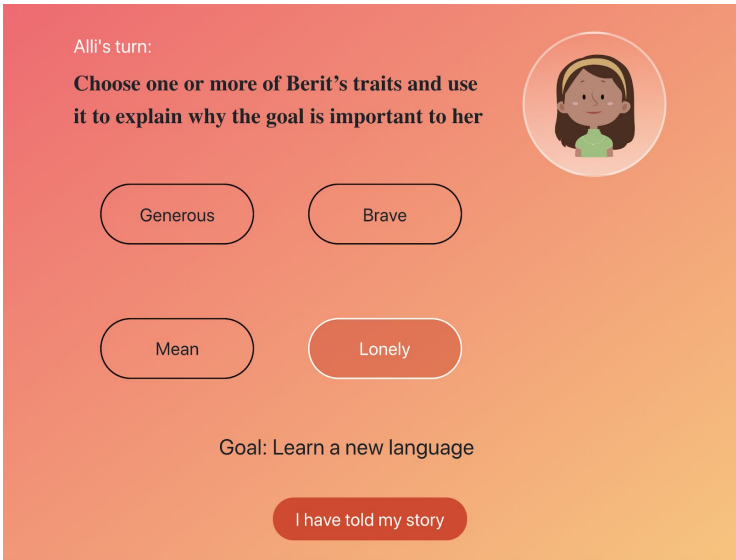 Alli's turn:
Choose one or more of Berit’s traits and use
it to explain why the goal is important to her
Generous
Brave
Mean
Lonely
Goal: Learn a new language
I have told my story